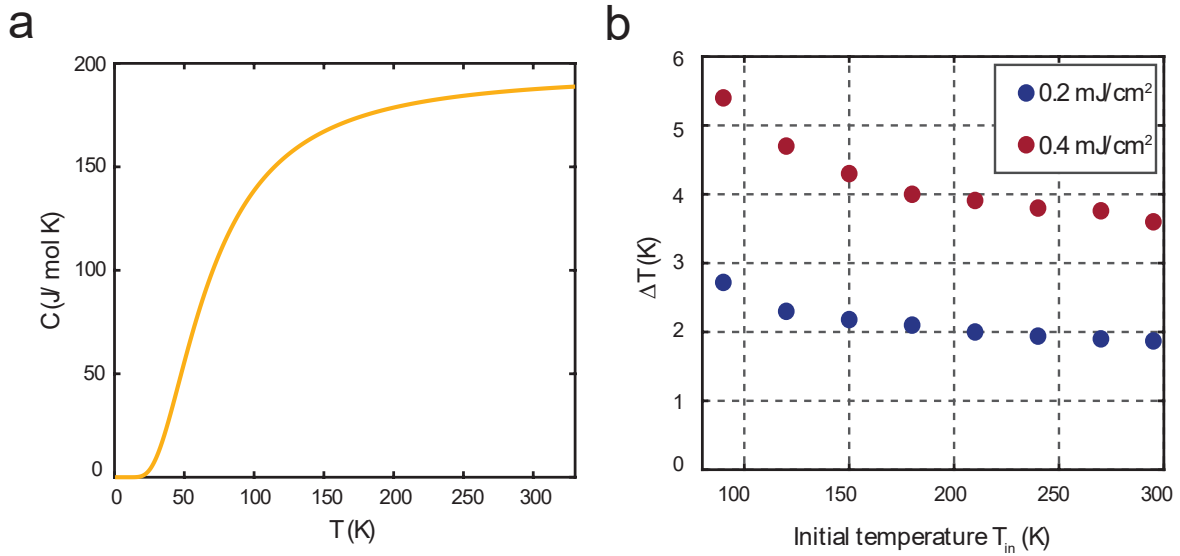 a
200
150
100
50
0
C (J/ mol K)
0 50 100 150 200 250 300
T (K)
b
6
5
4
3
2
1
0
ΔT (K)
0.2 mJ/cm²
0.4 mJ/cm²
100 150 200 250 300
Initial temperature T_in (K)